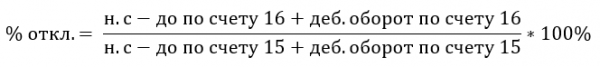 н. с − до по счету 16 + деб. оборот по счету 16
% откл. = * 100%
н. с − до по счету 15 + деб. оборот по счету 15